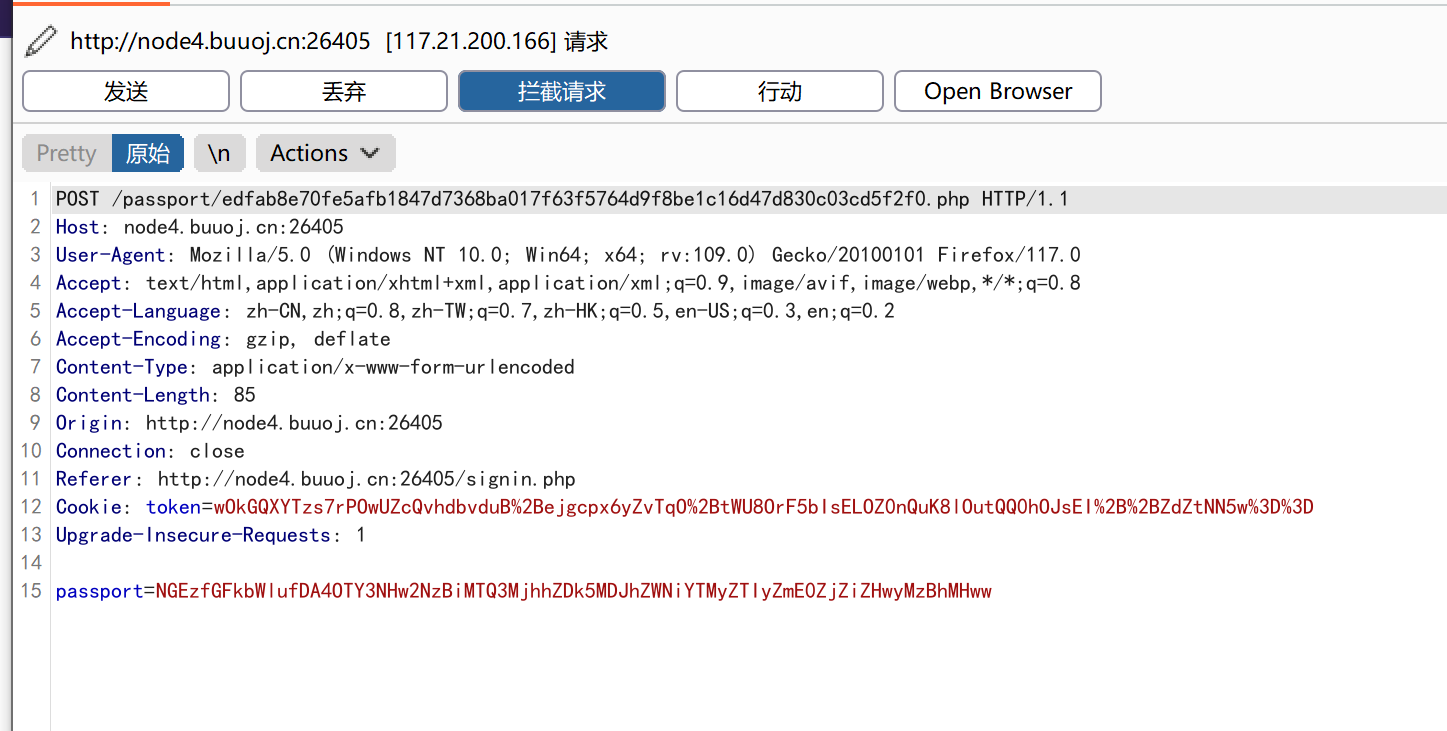 http://node4.buuoj.cn:26405 [117.21.200.166] 请求
发送 丢弃 拦截请求 行动 Open Browser
Pretty 原始 \n Actions
1 POST /passport/edfab8e70fe5afb1847d7368ba017f63f5764d9f8be1c16d47d830c03cd5f2f0.php HTTP/1.1
2 Host: node4.buuoj.cn:26405
3 User-Agent: Mozilla/5.0 (Windows NT 10.0; Win64; x64; rv:109.0) Gecko/20100101 Firefox/117.0
4 Accept: text/html,application/xhtml+xml,application/xml;q=0.9,image/avif,image/webp,*/*;q=0.8
5 Accept-Language: zh-CN,zh;q=0.8,zh-TW;q=0.7,zh-HK;q=0.5,en-US;q=0.3,en;q=0.2
6 Accept-Encoding: gzip, deflate
7 Content-Type: application/x-www-form-urlencoded
8 Content-Length: 85
9 Origin: http://node4.buuoj.cn:26405
10 Connection: close
11 Referer: http://node4.buuoj.cn:26405/signin.php
12 Cookie: token=wOkGQXYTzs7rPOwUZcQvhdbvduB%2Bejgcpx6yZvTqO%2BtWU8OrF5bIsELOZ0nQuK8lOutQQ0hOJsEI%2B%2BZdZtNN5w%3D%3D
13 Upgrade-Insecure-Requests: 1
14
15 passport=NGEzfGFkbWlufDA4OTY3NHw2NzBiMTQ3MjhhZDk5MDJhZWNiYTMyZTIyZmE0ZjZiZHwyMzBhMHww